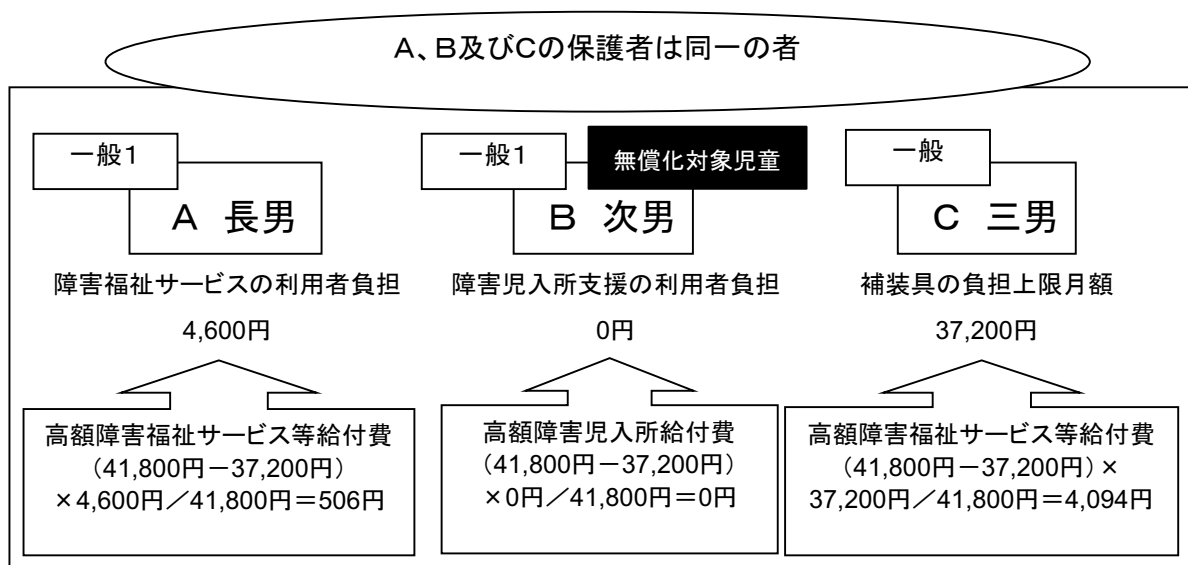 A、B及びCの保護者は同一の者
一般1
A 長男
障害福祉サービスの利用者負担
4,600円
高額障害福祉サービス等給付費
(41,800円－37,200円)
×4,600円／41,800円＝506円
一般1
無償化対象児童
B 次男
障害児入所支援の利用者負担
0円
高額障害児入所給付費
(41,800円－37,200円)
×0円／41,800円＝0円
一般
C 三男
補装具の負担上限月額
37,200円
高額障害福祉サービス等給付費
(41,800円－37,200円)×
37,200円／41,800円＝4,094円